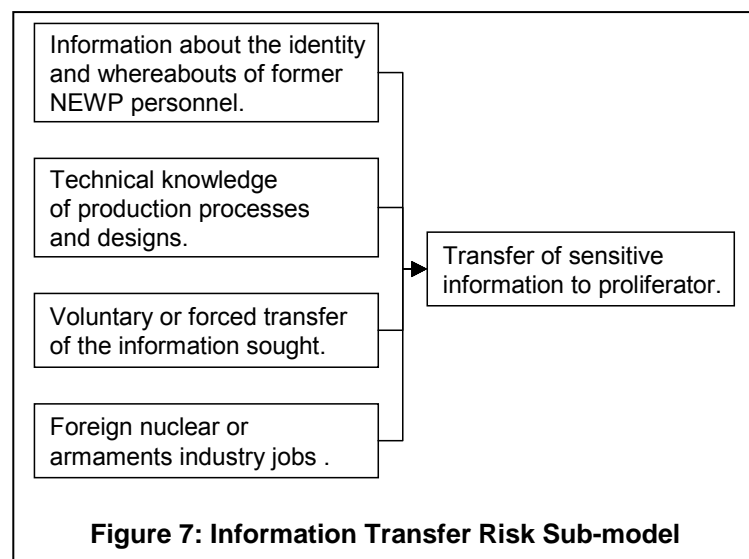 Information about the identity
and whereabouts of former
NEWP personnel.
Technical knowledge
of production processes
and designs.
Voluntary or forced transfer
of the information sought.
Foreign nuclear or
armaments industry jobs .
Transfer of sensitive
information to proliferator.
Figure 7: Information Transfer Risk Sub-model